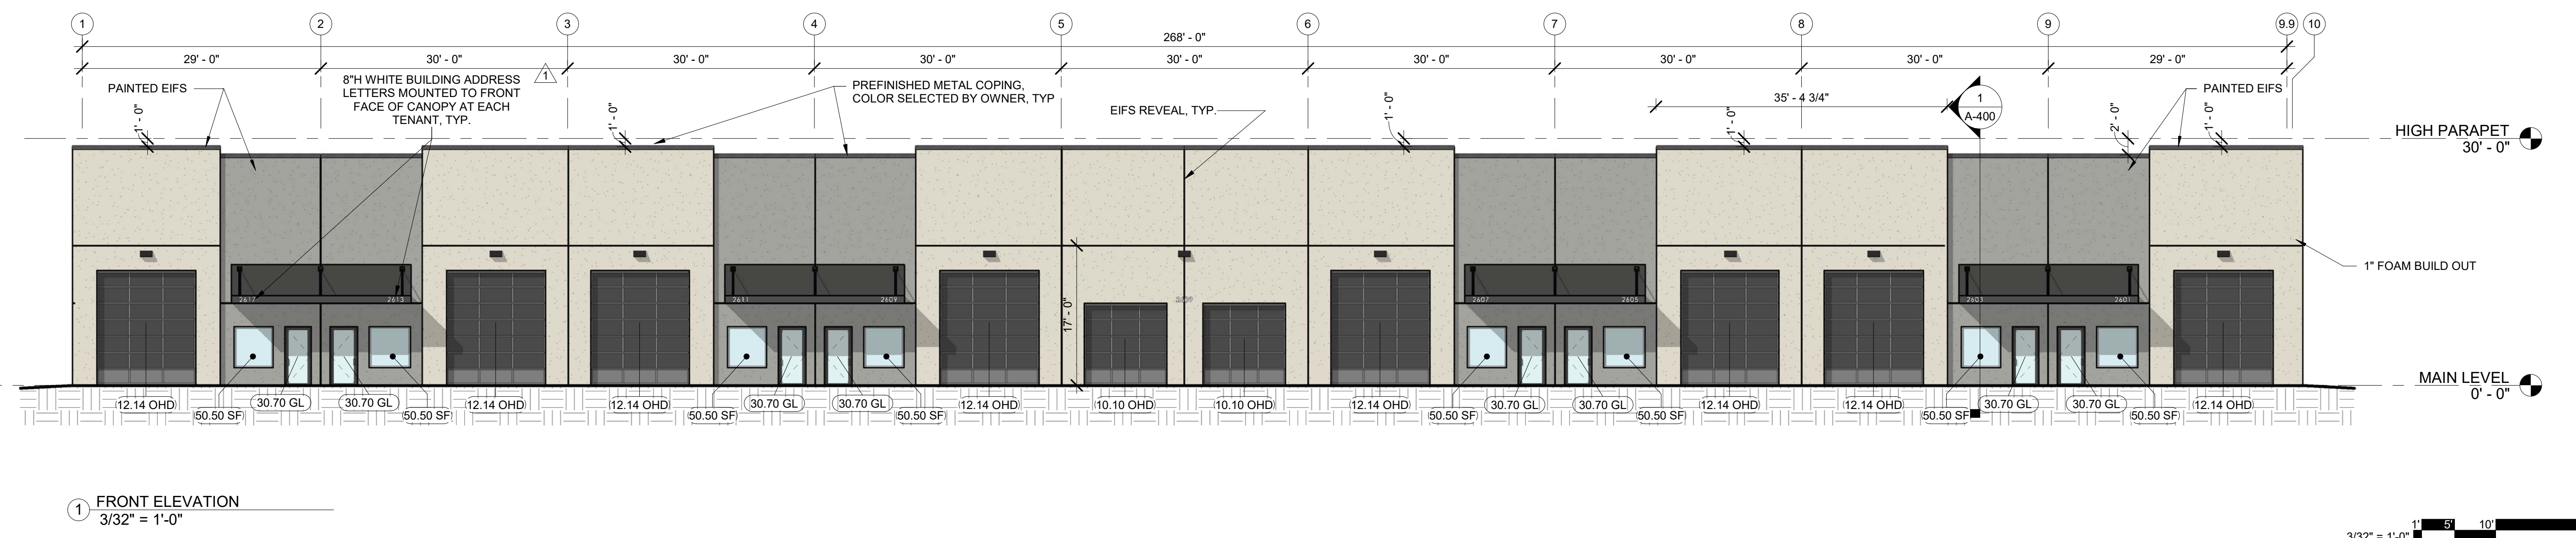 1 2 3 4 5 6 7 8 9 9.9 10
268' - 0"
29' - 0" 30' - 0" 30' - 0" 30' - 0" 30' - 0" 30' - 0" 30' - 0" 30' - 0" 29' - 0"
PAINTED EIFS
8"H WHITE BUILDING ADDRESS
LETTERS MOUNTED TO FRONT
FACE OF CANOPY AT EACH
TENANT, TYP.
1
PREFINISHED METAL COPING,
COLOR SELECTED BY OWNER, TYP
EIFS REVEAL, TYP.
35' - 4 3/4"
1
A-400
PAINTED EIFS
1' - 0" 1' - 0" 1' - 0" 1' - 0" 2' - 0" 1' - 0"
HIGH PARAPET
30' - 0"
1" FOAM BUILD OUT
17' - 0"
2617 2613 2611 2609 2607 2605 2603 2601
MAIN LEVEL
0' - 0"
12.14 OHD 50.50 SF 30.70 GL 30.70 GL 50.50 SF 12.14 OHD 12.14 OHD 50.50 SF 30.70 GL 30.70 GL 50.50 SF 12.14 OHD 10.10 OHD 10.10 OHD 12.14 OHD 50.50 SF 30.70 GL 30.70 GL 50.50 SF 12.14 OHD 12.14 OHD 50.50 SF 30.70 GL 30.70 GL 50.50 SF 12.14 OHD
1 FRONT ELEVATION
3/32" = 1'-0"
1' 5' 10'
3/32" = 1'-0"